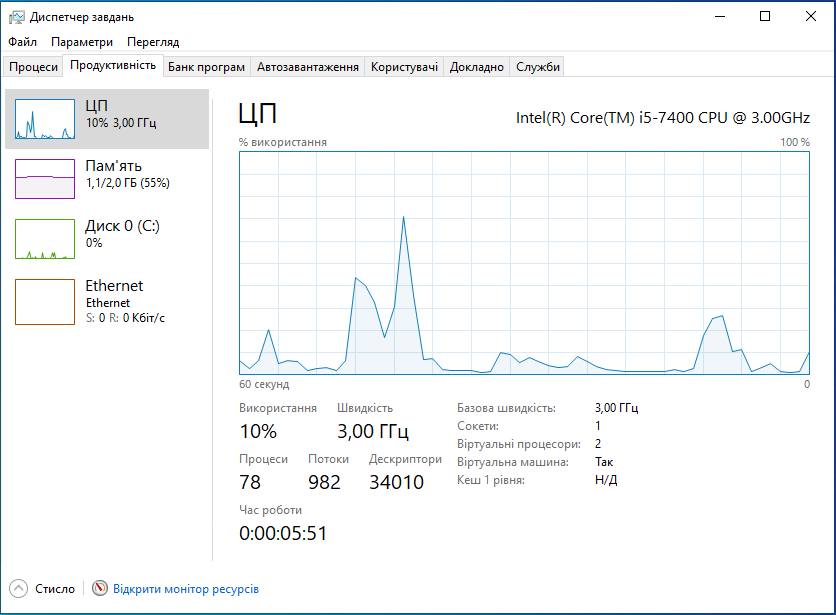 Диспетчер завдань
Файл Параметри Перегляд
Процеси Продуктивність Банк програм Автозавантаження Користувачі Докладно Служби
ЦП
10% 3,00 ГГц
Пам'ять
1,1/2,0 ГБ (55%)
Диск 0 (C:)
0%
Ethernet
Ethernet
S: 0 R: 0 Кбіт/с
ЦП Intel(R) Core(TM) i5-7400 CPU @ 3.00GHz
% використання 100 %
60 секунд 0
Використання Швидкість
10% 3,00 ГГц
Процеси Потоки Дескриптори
78 982 34010
Час роботи
0:00:05:51
Базова швидкість: 3,00 ГГц
Сокети: 1
Віртуальні процесори: 2
Віртуальна машина: Так
Кеш 1 рівня: Н/Д
Стисло Відкрити монітор ресурсів